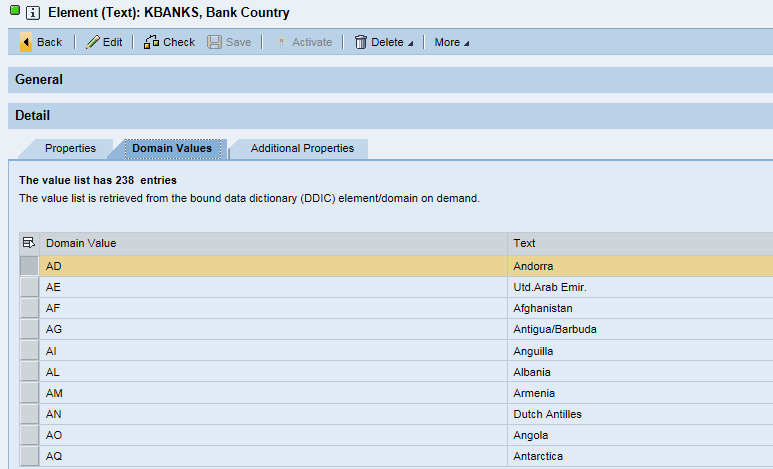 Element (Text): KBANKS, Bank Country
Back Edit Check Save Activate Delete More
General
Detail
Properties Domain Values Additional Properties
The value list has 238 entries
The value list is retrieved from the bound data dictionary (DDIC) element/domain on demand.
Domain Value Text
AD Andorra
AE Utd.Arab Emir.
AF Afghanistan
AG Antigua/Barbuda
AI Anguilla
AL Albania
AM Armenia
AN Dutch Antilles
AO Angola
AQ Antarctica